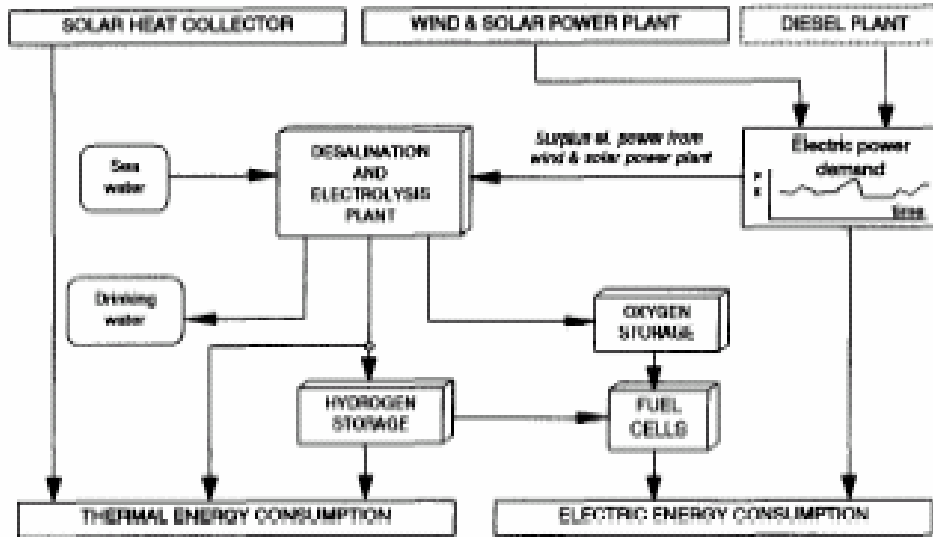 SOLAR HEAT COLLECTOR
WIND & SOLAR POWER PLANT
DIESEL PLANT
Surplus el. power from
wind & solar power plant
Electric power
demand
P
E
time
DESALINATION
AND
ELECTROLYSIS
PLANT
Sea
water
Drinking
water
OXYGEN
STORAGE
HYDROGEN
STORAGE
FUEL
CELLS
THERMAL ENERGY CONSUMPTION
ELECTRIC ENERGY CONSUMPTION